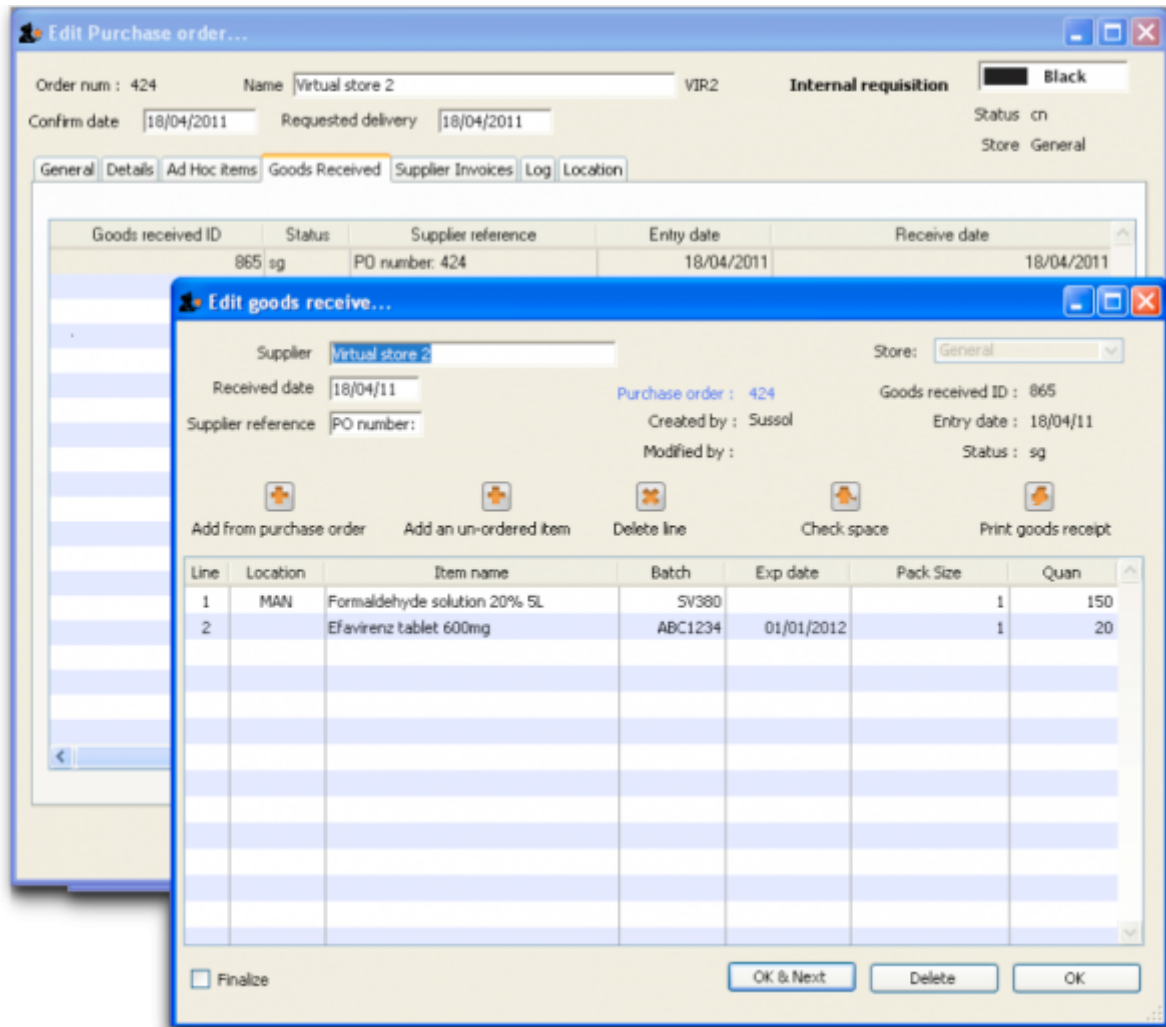 Edit Purchase order...
Order num : 424 Name Virtual store 2 VIR2 Internal requisition Black
Confirm date 18/04/2011 Requested delivery 18/04/2011 Status cn
Store General
General Details Ad Hoc items Goods Received Supplier Invoices Log Location
Goods received ID Status Supplier reference Entry date Receive date
865 sg PO number: 424 18/04/2011 18/04/2011
Edit goods receive...
Supplier Virtual store 2 Store: General
Received date 18/04/11 Purchase order : 424 Goods received ID : 865
Supplier reference PO number: Created by : Sussol Entry date : 18/04/11
Modified by : Status : sg
Add from purchase order Add an un-ordered item Delete line Check space Print goods receipt
Line Location Item name Batch Exp date Pack Size Quan
1 MAN Formaldehyde solution 20% 5L SV380 1 150
2 Efavirenz tablet 600mg ABC1234 01/01/2012 1 20
Finalize OK & Next Delete OK